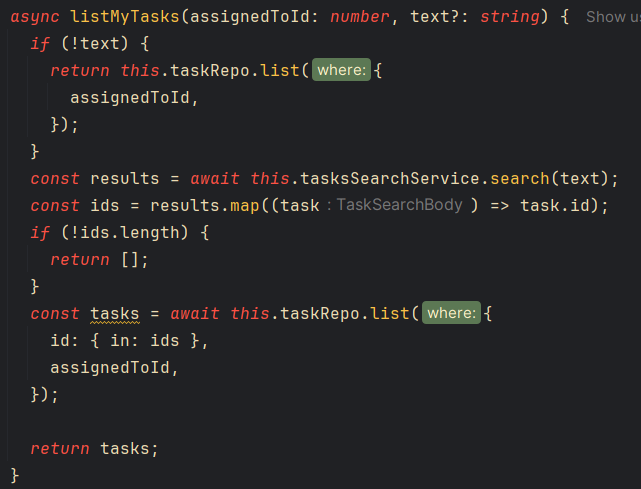 async listMyTasks(assignedToId: number, text?: string) { Show us
if (!text) {
return this.taskRepo.list( where: {
assignedToId,
});
}
const results = await this.tasksSearchService.search(text);
const ids = results.map((task : TaskSearchBody ) => task.id);
if (!ids.length) {
return [];
}
const tasks = await this.taskRepo.list( where: {
id: { in: ids },
assignedToId,
});
return tasks;
}